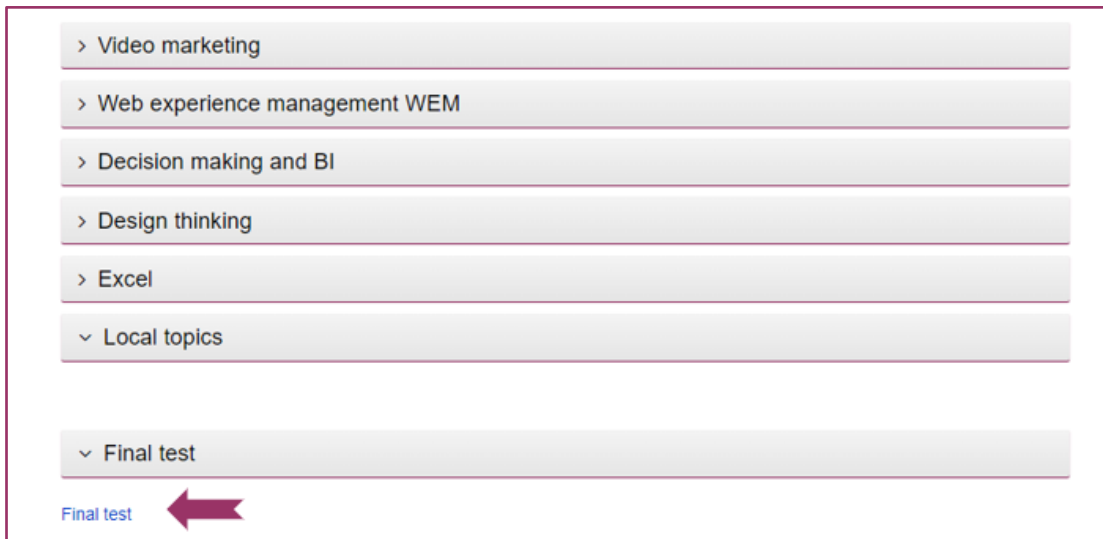 Video marketing
Web experience management WEM
Decision making and BI
Design thinking
Excel
Local topics
Final test
Final test